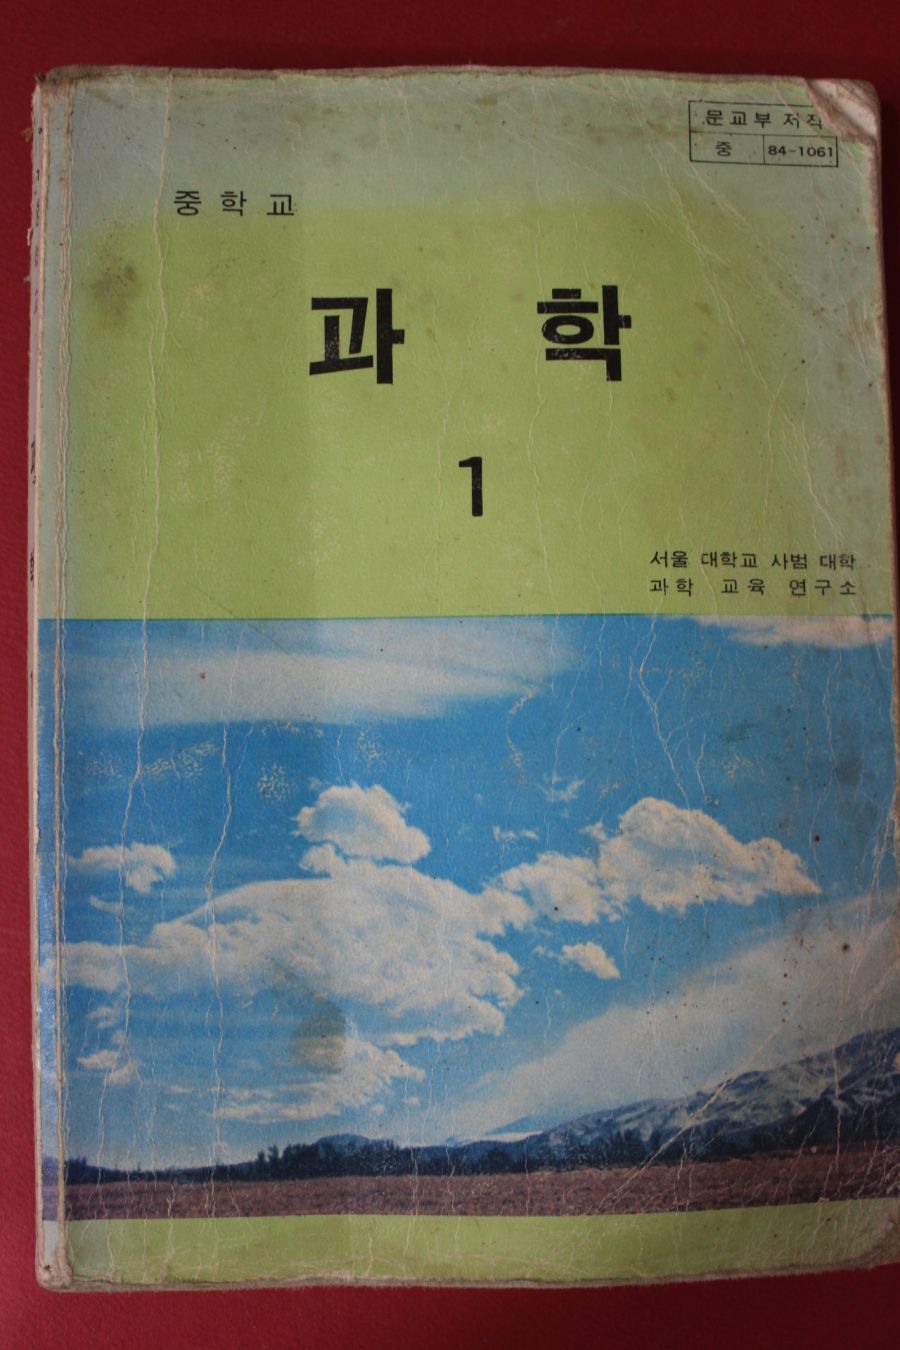 문교부 저작
중 84-1061
중학교
과학
1
서울 대학교 사범 대학
과학 교육 연구소